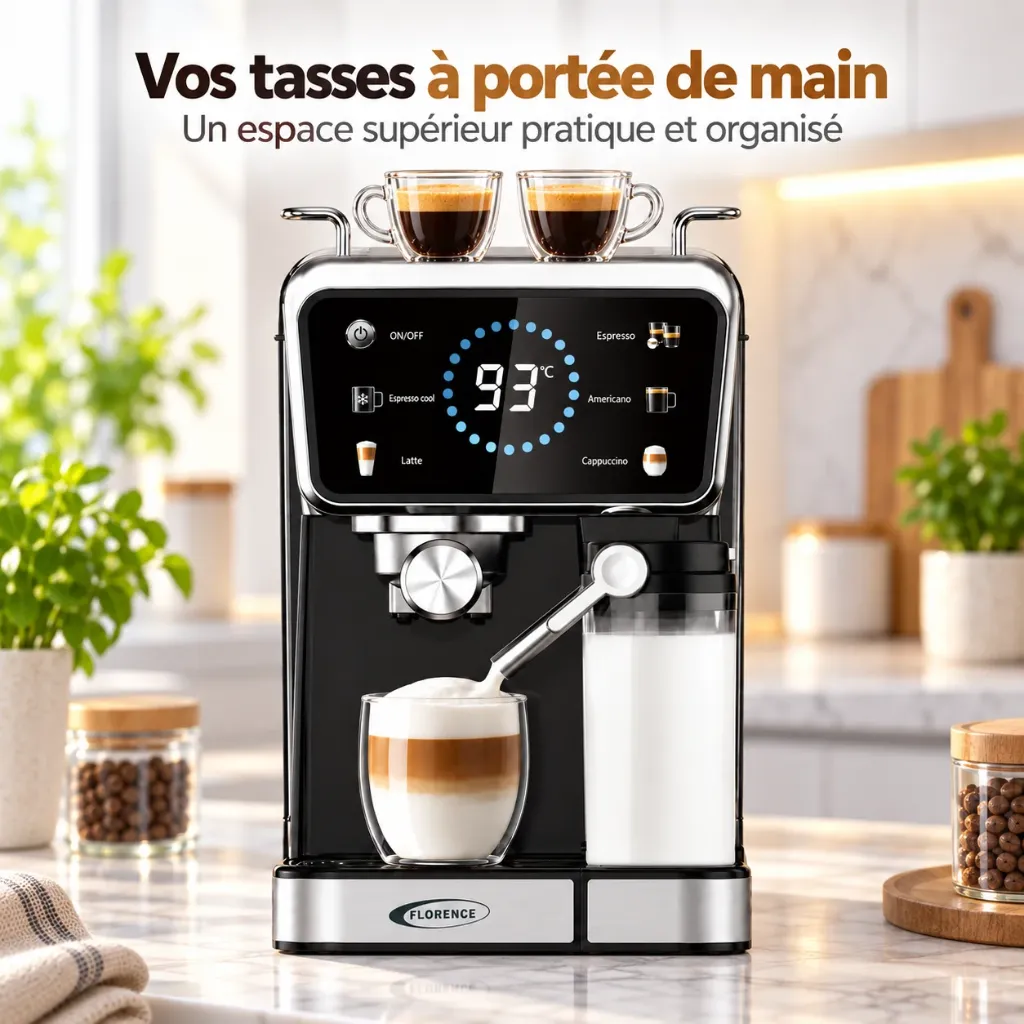 Vos tasses à portée de main
Un espace supérieur pratique et organisé
ON/OFF
Espresso
93°C
Espresso cool
Americano
Latte
Cappuccino
FLORENCE